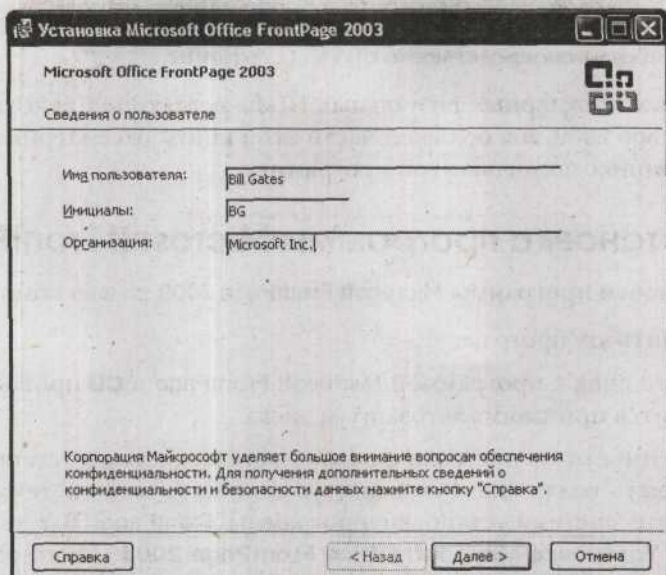 Установка Microsoft Office FrontPage 2003
Microsoft Office FrontPage 2003
Сведения о пользователе
Имя пользователя: Bill Gates
Инициалы: BG
Организация: Microsoft Inc.
Корпорация Майкрософт уделяет большое внимание вопросам обеспечения
конфиденциальности. Для получения дополнительных сведений о
конфиденциальности и безопасности данных нажмите кнопку "Справка".
Справка < Назад Далее > Отмена